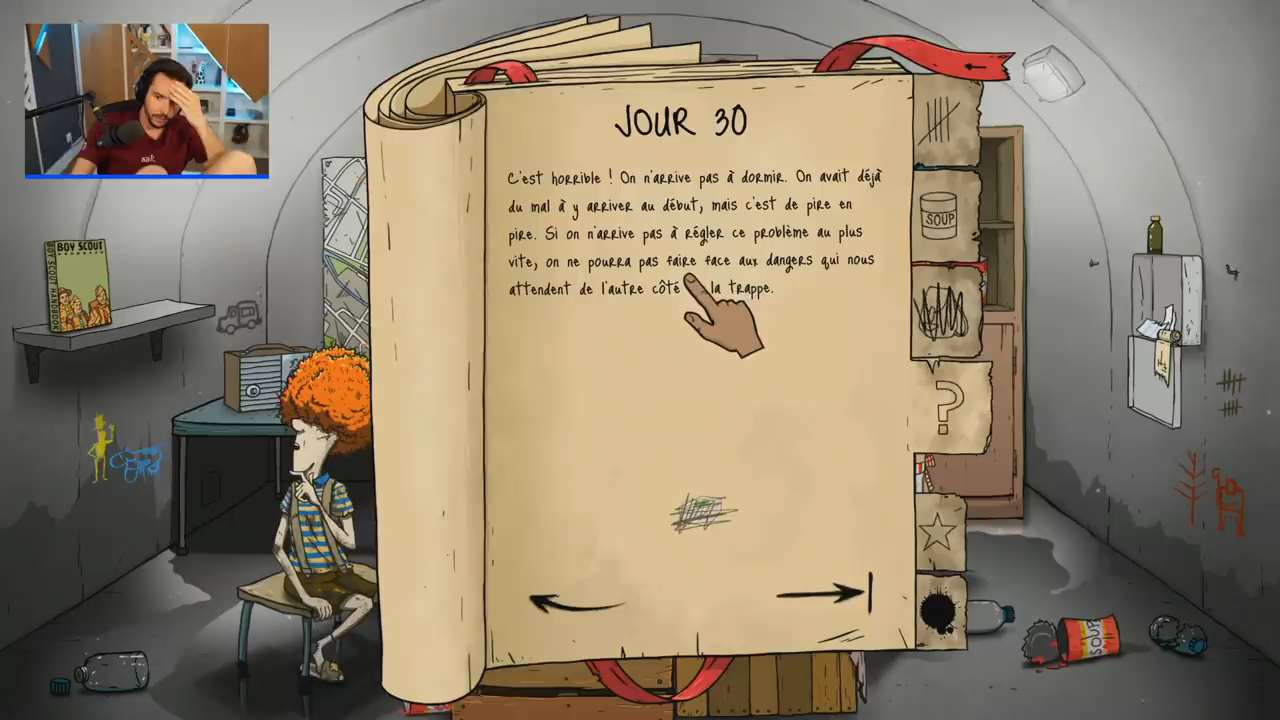 JOUR 30
C'est horrible ! On n'arrive pas à dormir. On avait déjà
du mal à y arriver au début, mais c'est de pire en
pire. Si on n'arrive pas à régler ce problème au plus
vite, on ne pourra pas faire face aux dangers qui nous
attendent de l'autre côté la trappe.
SOUP
?
BOY SCOUT
BOY SCOUT HANDBOOK
SOUP